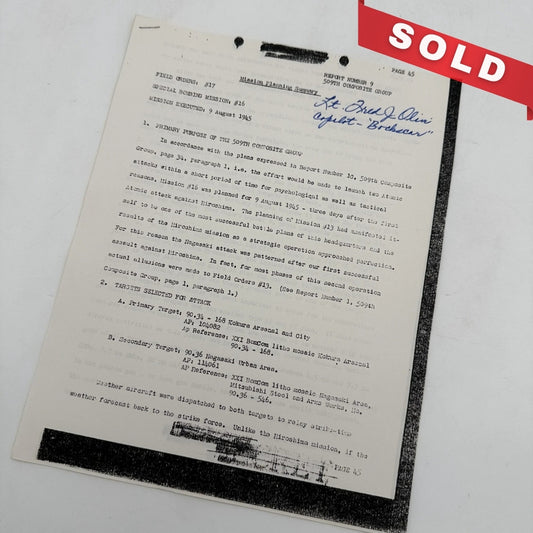 SOLD
PAGE 45
REPORT NUMBER 9
509TH COMPOSITE GROUP
Mission Planning Summary
FIELD ORDERS, #17
SPECIAL BOMBING MISSION, #16
MISSION EXECUTED, 9 August 1945
Lt. Fred J. Olivi
Copilot - "Bockscar"
1. PRIMARY PURPOSE OF THE 509TH COMPOSITE GROUP
In accordance with the plans expressed in Report Number 10, 509th Composite
Group, page 34, paragraph 1, i.e. the effort would be made to launch two Atomic
attacks within a short period of time for psychological as well as tactical
reasons, Mission #16 was planned for 9 August 1945 - three days after the first
Atomic attack against Hiroshima. The planning of Mission #13 had manifested it-
self to be one of the most successful battle plans of this headquarters and the
results of the Hiroshima mission as a strategic operation approached perfection.
For this reason the Nagasaki attack was patterned after our first successful
assault against Hiroshima. In fact, for most phases of this second operation
actual allusions were made to Field Orders #13. (See Report Number 1, 509th
Composite Group, page 1, paragraph 1.)
2. TARGETS SELECTED FOR ATTACK
A. Primary Target: 90.34 - 168 Kokura Arsenal and City
AP: 104082
Ap Reference: XXI BomCom litho mosaic Kokura Arsenal
90.34 - 168.
B. Secondary Target: 90.36 Nagasaki Urban Area.
AP: 114061
AP Reference: XXI BomCom litho mosaic Nagasaki Area,
Mitsubishi Steel and Arms Works, No.
90.36 - 546.
Weather aircraft were dispatched to both targets to relay
weather forecast back to the strike force. Unlike the Hiroshima mission, if the
PAGE 45